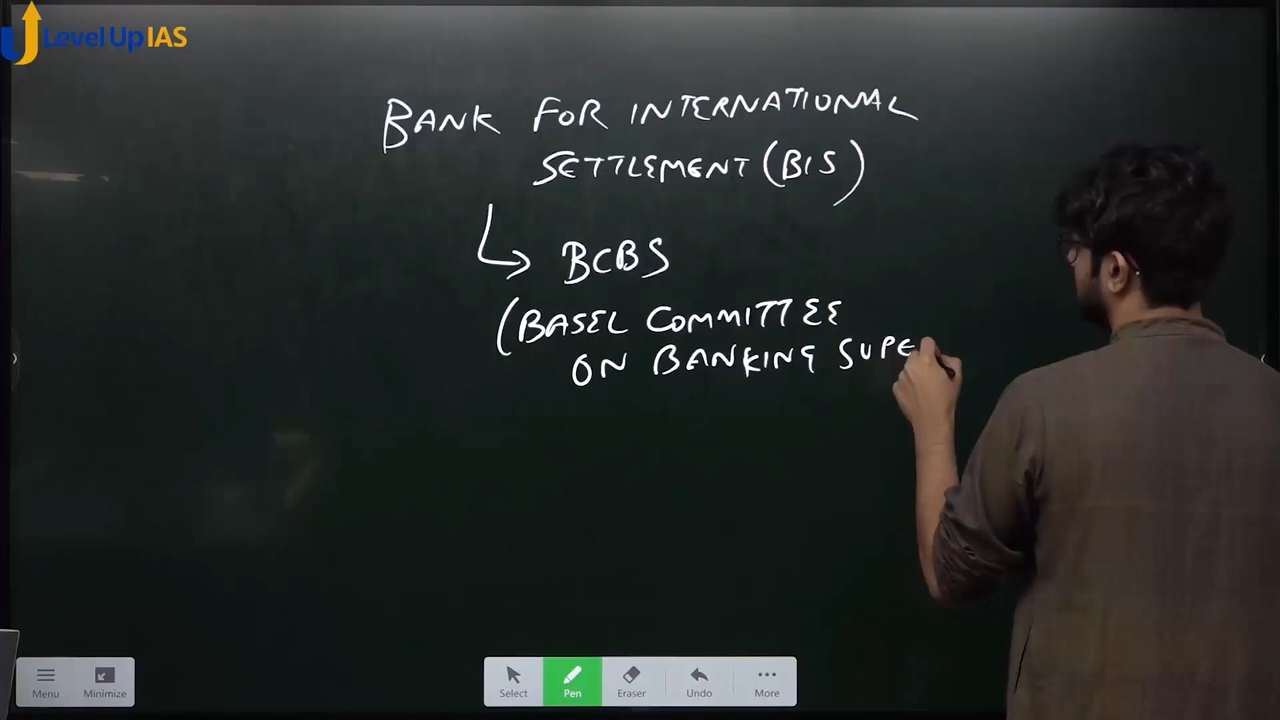 Level Up IAS
BANK FOR INTERNATIONAL
SETTLEMENT (BIS)
BCBS
(BASEL COMMITTEE
ON BANKING SUPE
Menu
Minimize
Select
Pen
Eraser
Undo
More